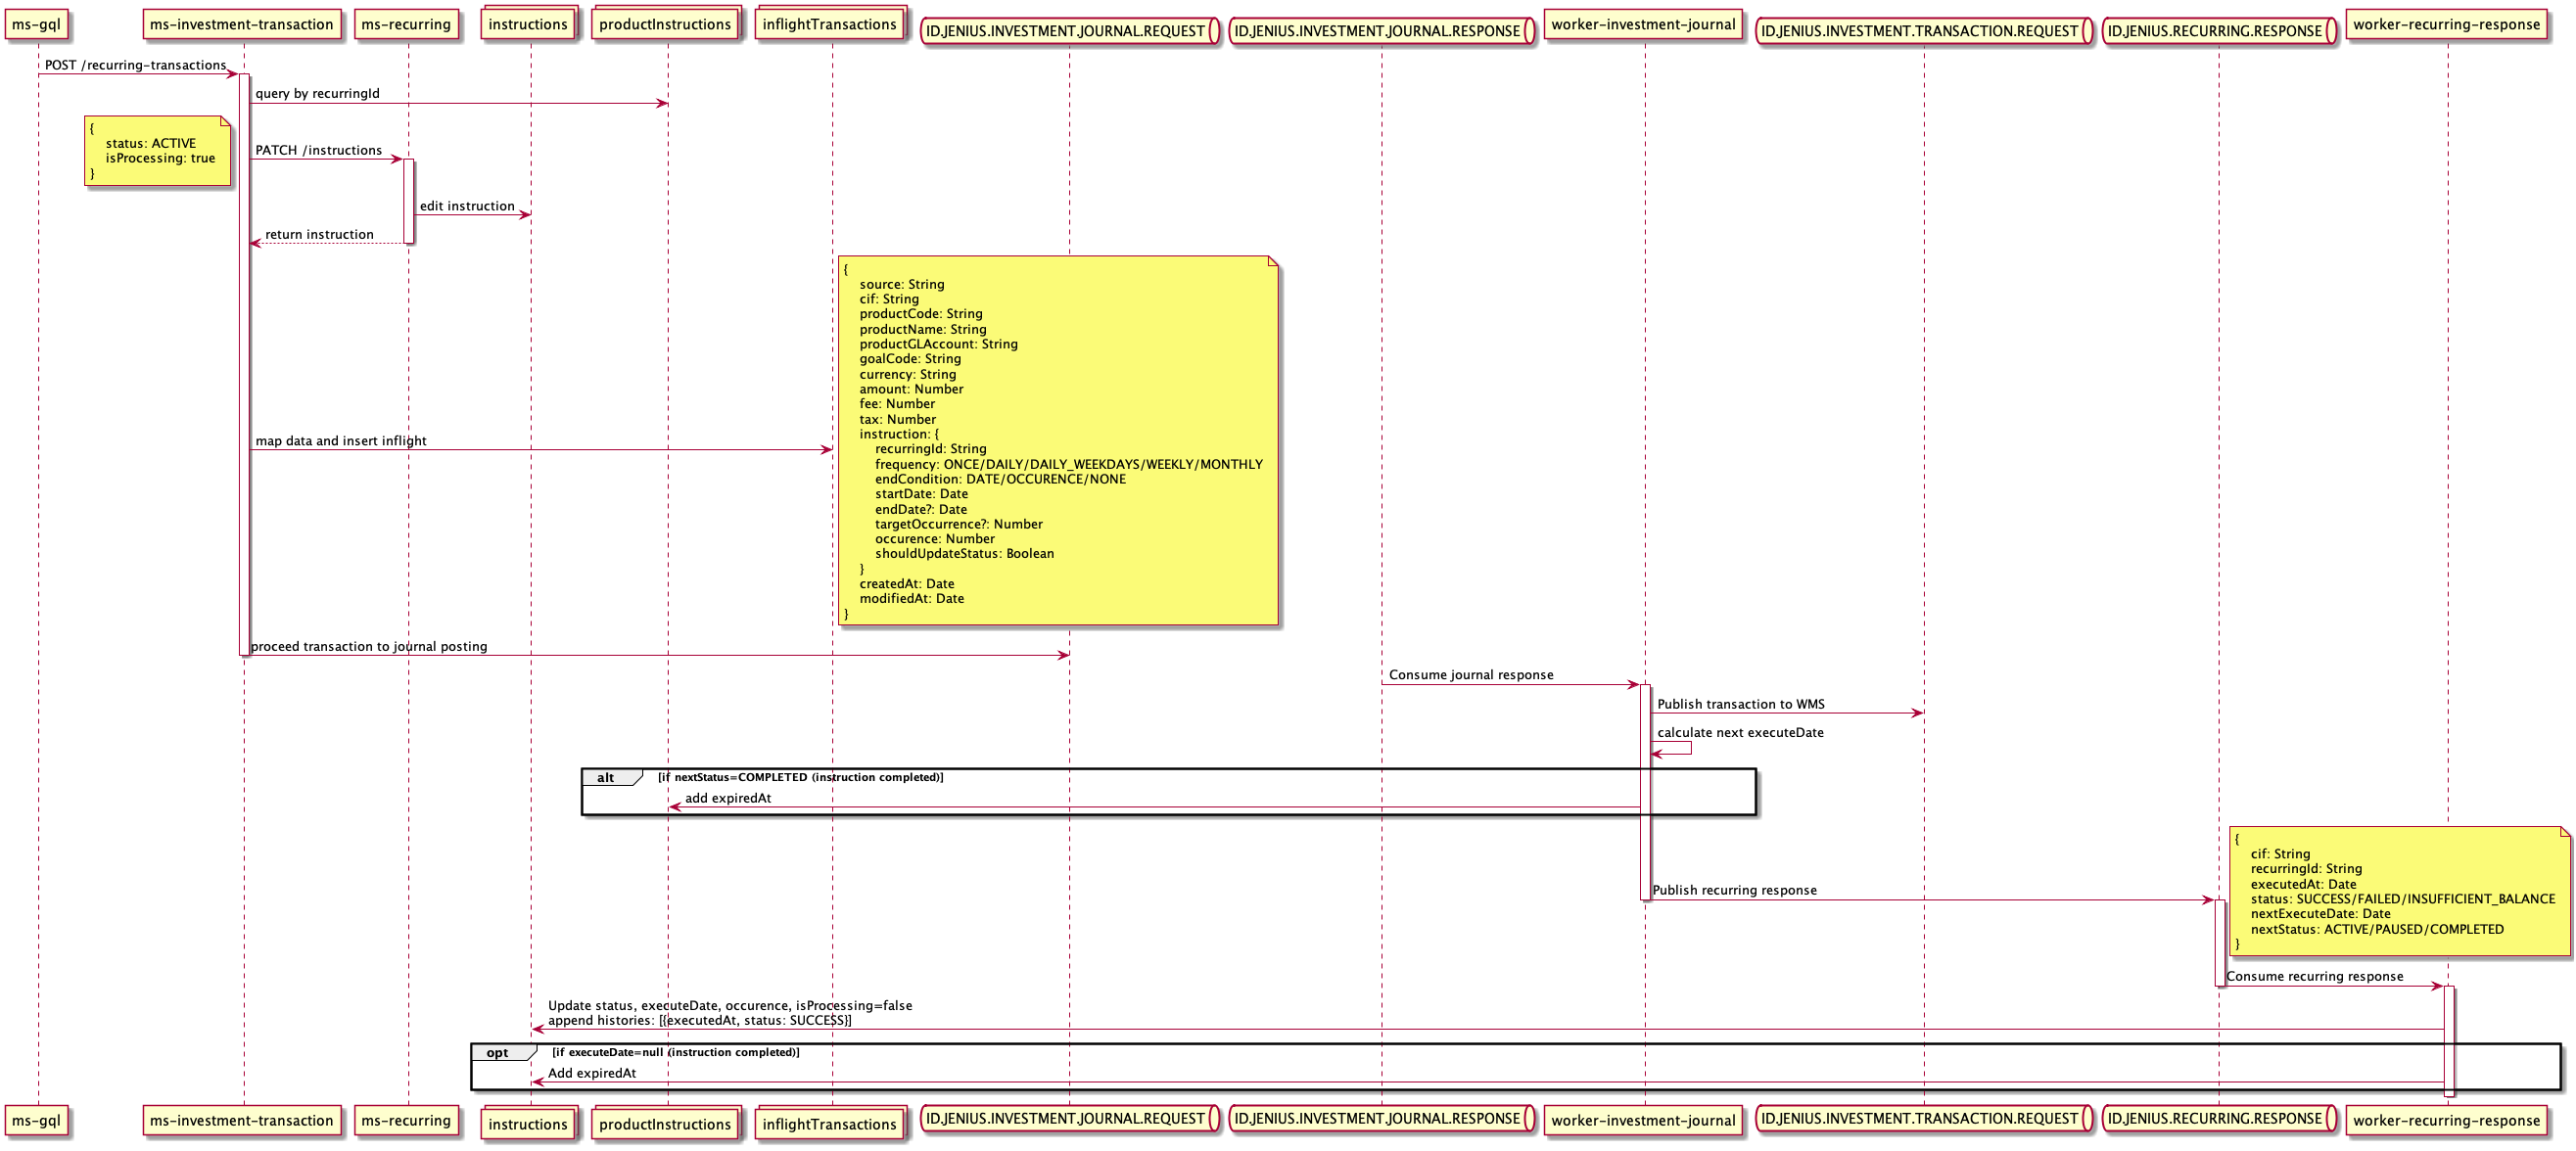 ms-gql
ms-investment-transaction
ms-recurring
instructions
productInstructions
inflightTransactions
ID.JENIUS.INVESTMENT.JOURNAL.REQUEST
ID.JENIUS.INVESTMENT.JOURNAL.RESPONSE
worker-investment-journal
ID.JENIUS.INVESTMENT.TRANSACTION.REQUEST
ID.JENIUS.RECURRING.RESPONSE
worker-recurring-response
POST /recurring-transactions
query by recurringId
{
status: ACTIVE
isProcessing: true
}
PATCH /instructions
edit instruction
return instruction
{
source: String
cif: String
productCode: String
productName: String
productGLAccount: String
goalCode: String
currency: String
amount: Number
fee: Number
tax: Number
instruction: {
recurringId: String
frequency: ONCE/DAILY/DAILY_WEEKDAYS/WEEKLY/MONTHLY
endCondition: DATE/OCCURENCE/NONE
startDate: Date
endDate?: Date
targetOccurrence?: Number
occurence: Number
shouldUpdateStatus: Boolean
}
createdAt: Date
modifiedAt: Date
}
map data and insert inflight
proceed transaction to journal posting
Consume journal response
Publish transaction to WMS
calculate next executeDate
alt [if nextStatus=COMPLETED (instruction completed)]
add expiredAt
{
cif: String
recurringId: String
executedAt: Date
status: SUCCESS/FAILED/INSUFFICIENT_BALANCE
nextExecuteDate: Date
nextStatus: ACTIVE/PAUSED/COMPLETED
}
Publish recurring response
Consume recurring response
Update status, executeDate, occurence, isProcessing=false
append histories: [{executedAt, status: SUCCESS}]
opt [if executeDate=null (instruction completed)]
Add expiredAt
ms-gql
ms-investment-transaction
ms-recurring
instructions
productInstructions
inflightTransactions
ID.JENIUS.INVESTMENT.JOURNAL.REQUEST
ID.JENIUS.INVESTMENT.JOURNAL.RESPONSE
worker-investment-journal
ID.JENIUS.INVESTMENT.TRANSACTION.REQUEST
ID.JENIUS.RECURRING.RESPONSE
worker-recurring-response